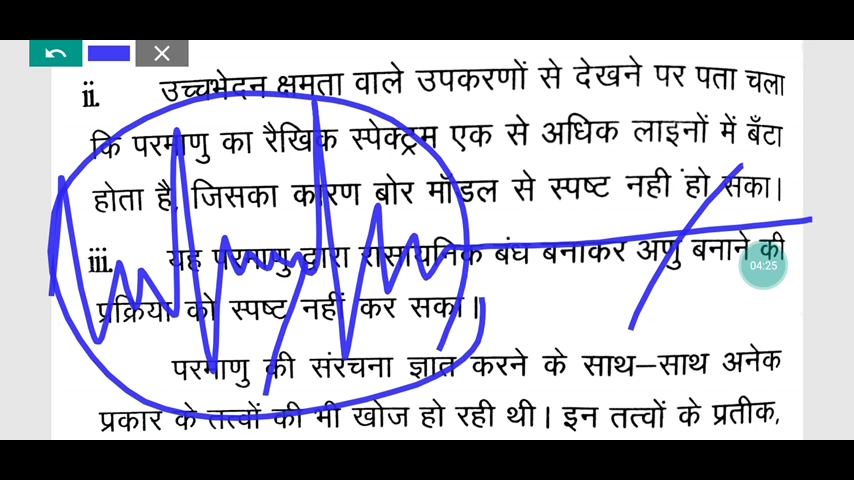 ii. उच्चभेदन क्षमता वाले उपकरणों से देखने पर पता चला
कि परमाणु का रैखिक स्पेक्ट्रम एक से अधिक लाइनों में बँटा
होता है, जिसका कारण बोर मॉडल से स्पष्ट नही हो सका।
iii. यह परमाणु द्वारा रासायनिक बंध बनाकर अणु बनाने की
04:25
प्रक्रिया को स्पष्ट नहीं कर सका।
परमाणु की संरचना ज्ञात करने के साथ–साथ अनेक
प्रकार के तत्वों की भी खोज हो रही थी। इन तत्वों के प्रतीक,